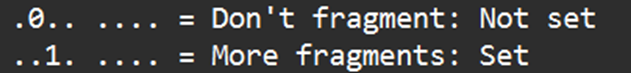 .0.. .... = Don't fragment: Not set
..1. .... = More fragments: Set